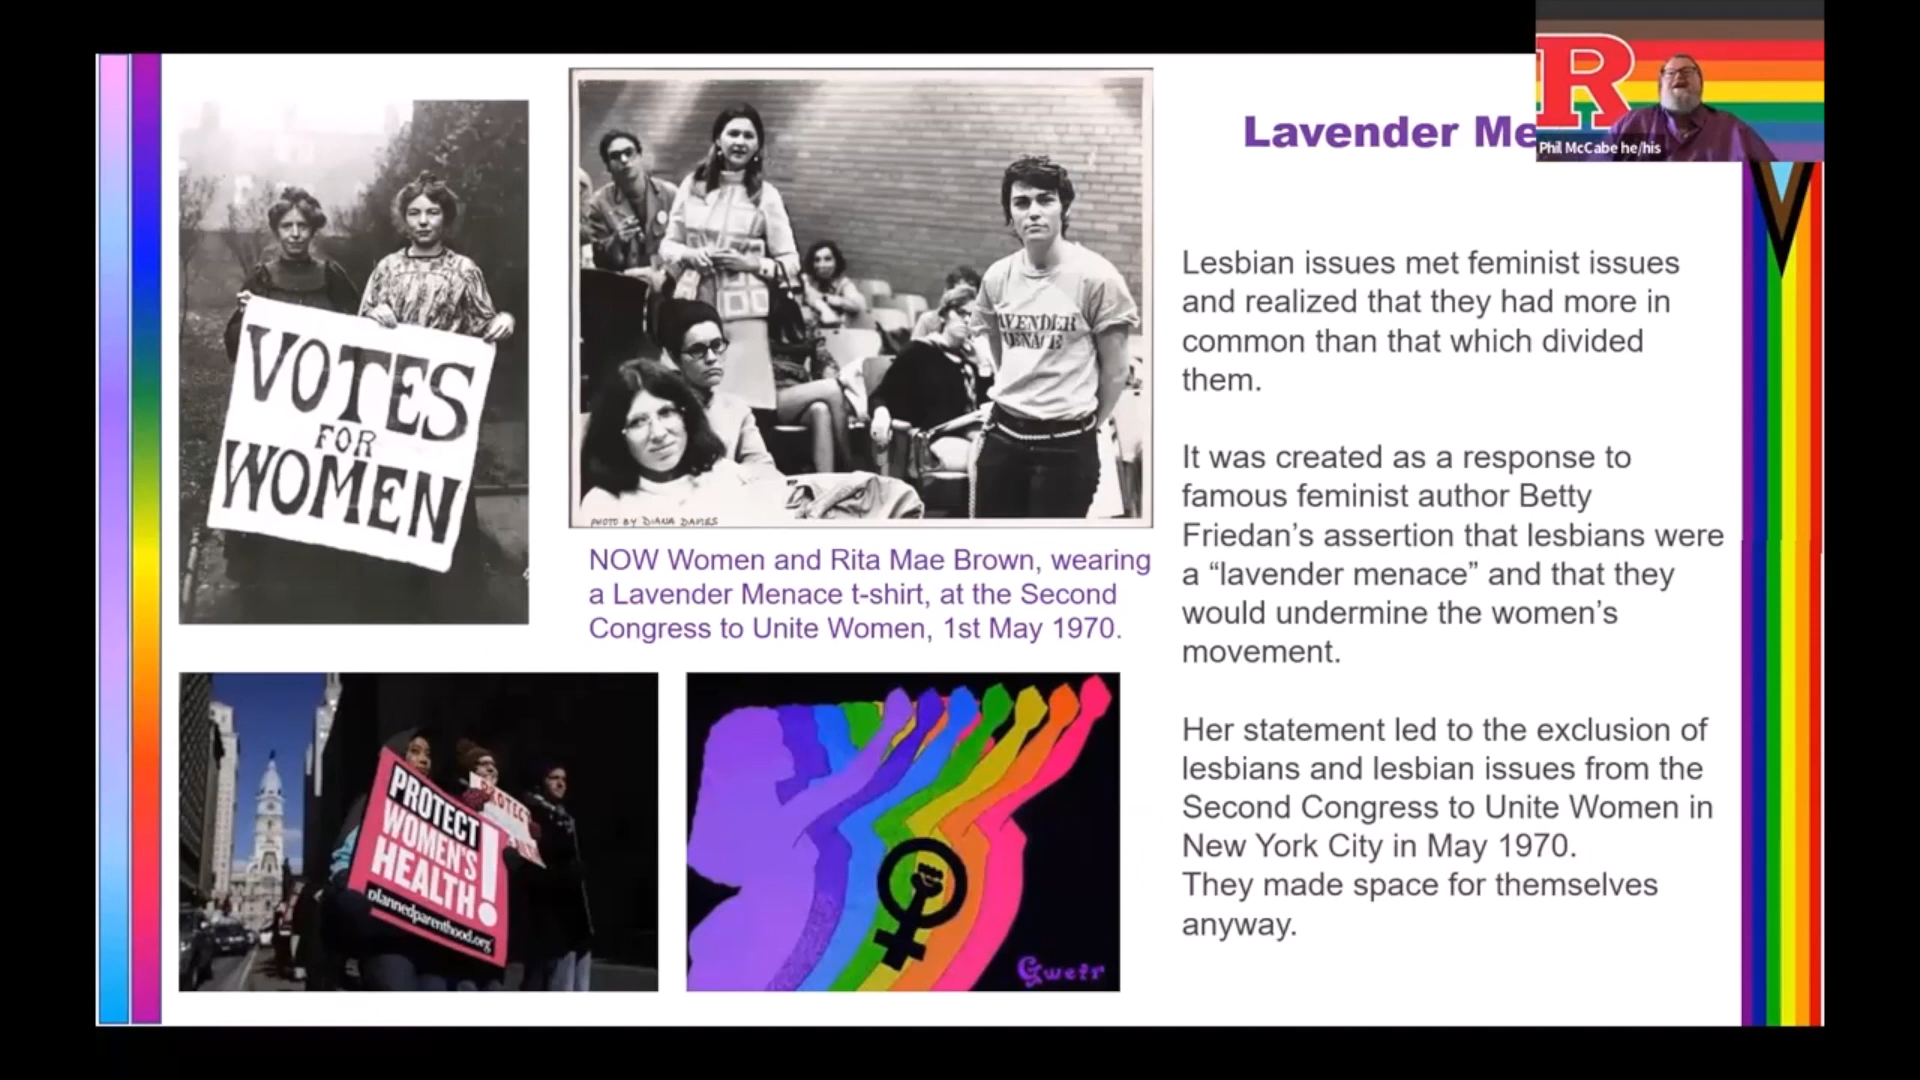 VOTES
FOR
WOMEN
PHOTO BY DIANA DAVIES
AVENDER
ENACE
NOW Women and Rita Mae Brown, wearing
a Lavender Menace t-shirt, at the Second
Congress to Unite Women, 1st May 1970.
PROTECT
WOMEN'S
HEALTH!
plannedparenthood.org
PROTECT
Gwefr
Lavender Me
R
Phil McCabe he/his
Lesbian issues met feminist issues
and realized that they had more in
common than that which divided
them.
It was created as a response to
famous feminist author Betty
Friedan’s assertion that lesbians were
a “lavender menace” and that they
would undermine the women’s
movement.
Her statement led to the exclusion of
lesbians and lesbian issues from the
Second Congress to Unite Women in
New York City in May 1970.
They made space for themselves
anyway.